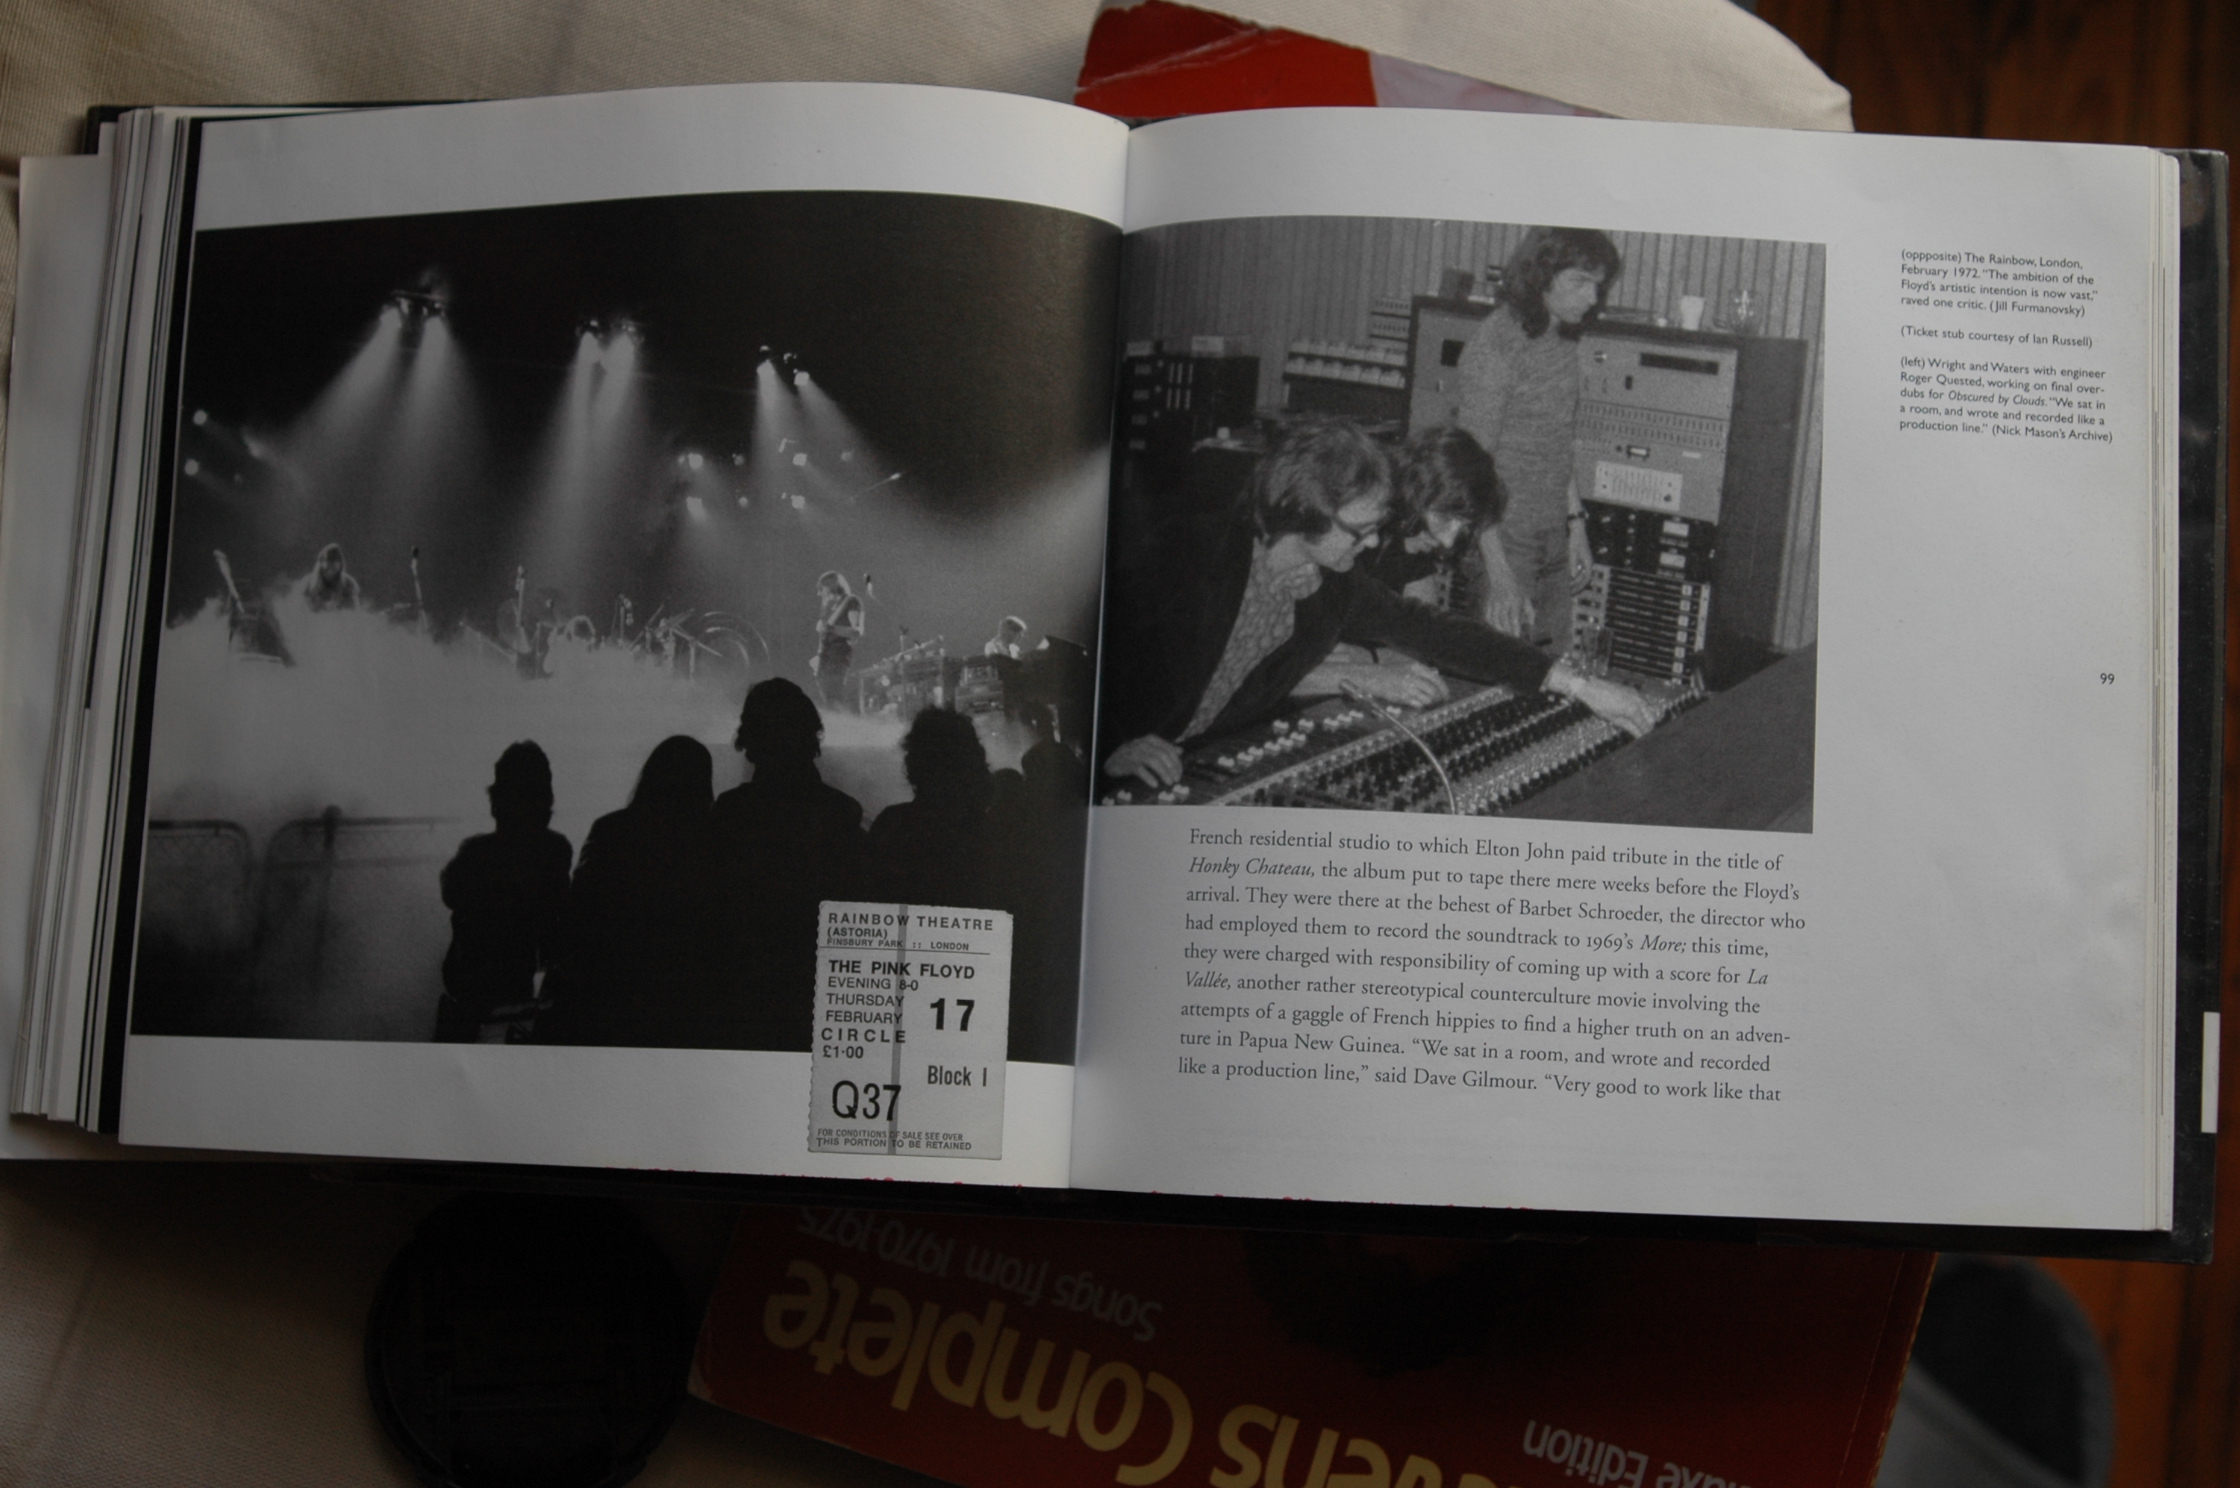 RAINBOW THEATRE
(ASTORIA)
FINSBURY PARK :: LONDON
THE PINK FLOYD
EVENING 8-0
THURSDAY
FEBRUARY 17
CIRCLE
£1·00
Block I
Q37
FOR CONDITIONS OF SALE SEE OVER
THIS PORTION TO BE RETAINED
(oppposite) The Rainbow, London,
February 1972. "The ambition of the
Floyd's artistic intention is now vast,"
raved one critic. (Jill Furmanovsky)
(Ticket stub courtesy of Ian Russell)
(left) Wright and Waters with engineer
Roger Quested, working on final over-
dubs for Obscured by Clouds. "We sat in
a room, and wrote and recorded like a
production line." (Nick Mason's Archive)
99
French residential studio to which Elton John paid tribute in the title of
Honky Chateau, the album put to tape there mere weeks before the Floyd's
arrival. They were there at the behest of Barbet Schroeder, the director who
had employed them to record the soundtrack to 1969's More; this time,
they were charged with responsibility of coming up with a score for La
Vallée, another rather stereotypical counterculture movie involving the
attempts of a gaggle of French hippies to find a higher truth on an adven-
ture in Papua New Guinea. "We sat in a room, and wrote and recorded
like a production line," said Dave Gilmour. "Very good to work like that
Songs from 1970-1975
Complete
Edition